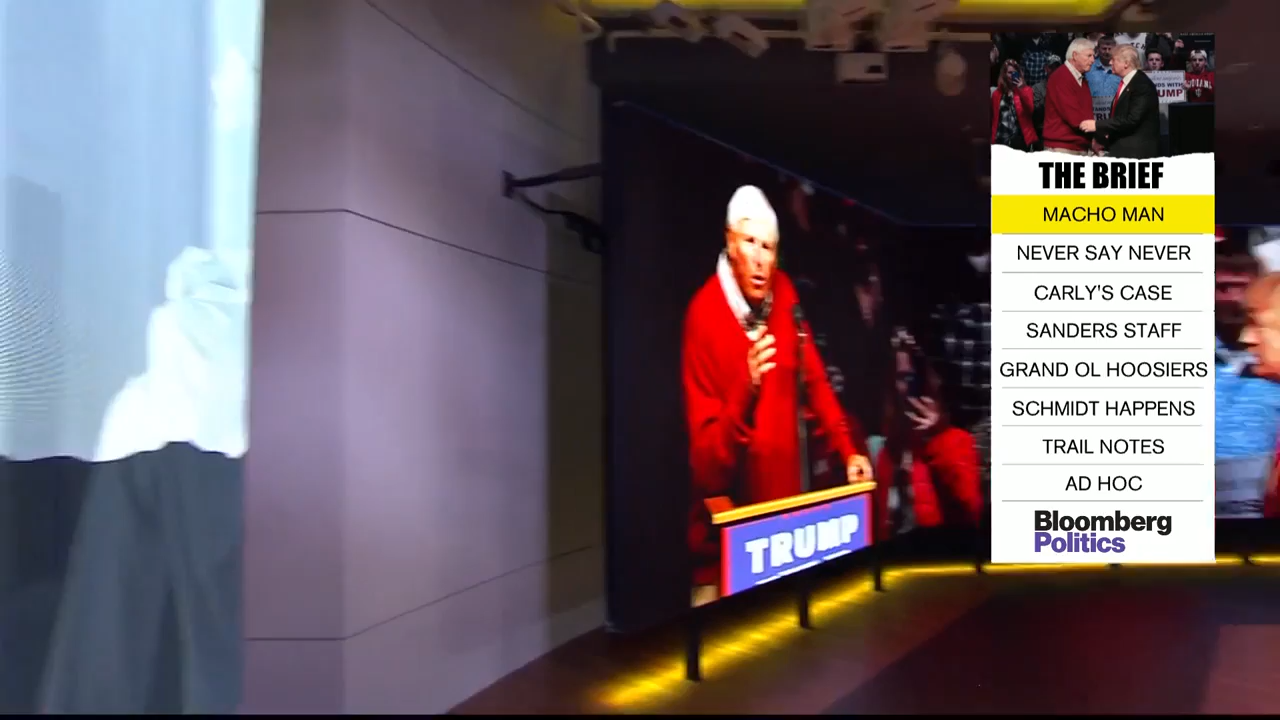 THE BRIEF
MACHO MAN
NEVER SAY NEVER
CARLY'S CASE
SANDERS STAFF
GRAND OL HOOSIERS
SCHMIDT HAPPENS
TRAIL NOTES
AD HOC
Bloomberg
Politics
TRUMP